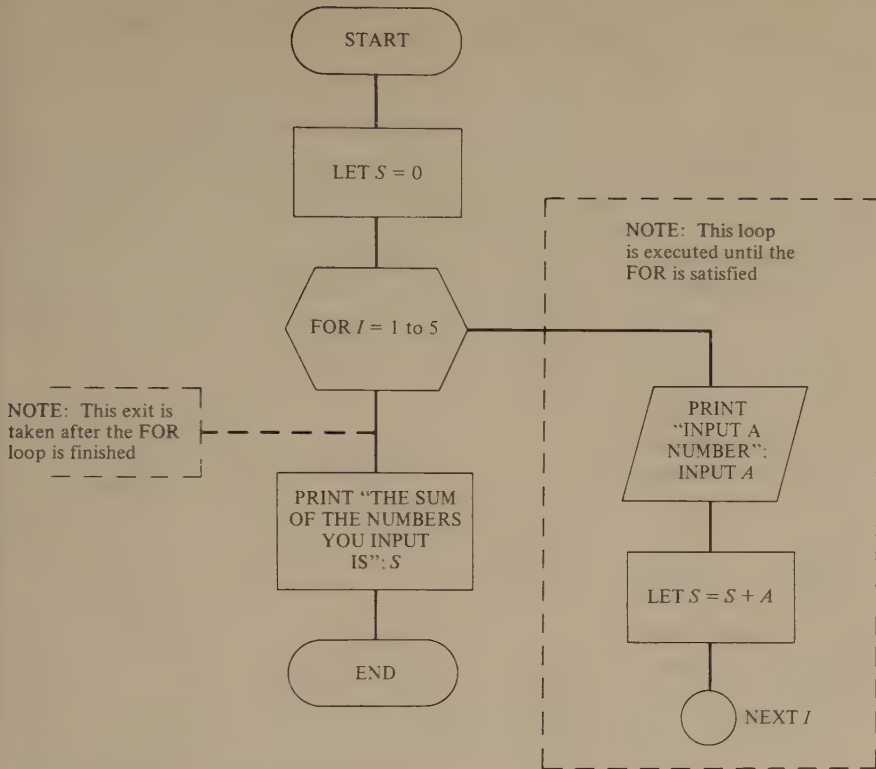 START
LET S = 0
FOR I = 1 to 5
NOTE: This loop
is executed until the
FOR is satisfied
NOTE: This exit is
taken after the FOR
loop is finished
PRINT
“INPUT A
NUMBER”:
INPUT A
PRINT “THE SUM
OF THE NUMBERS
YOU INPUT
IS”: S
LET S = S + A
END
NEXT I